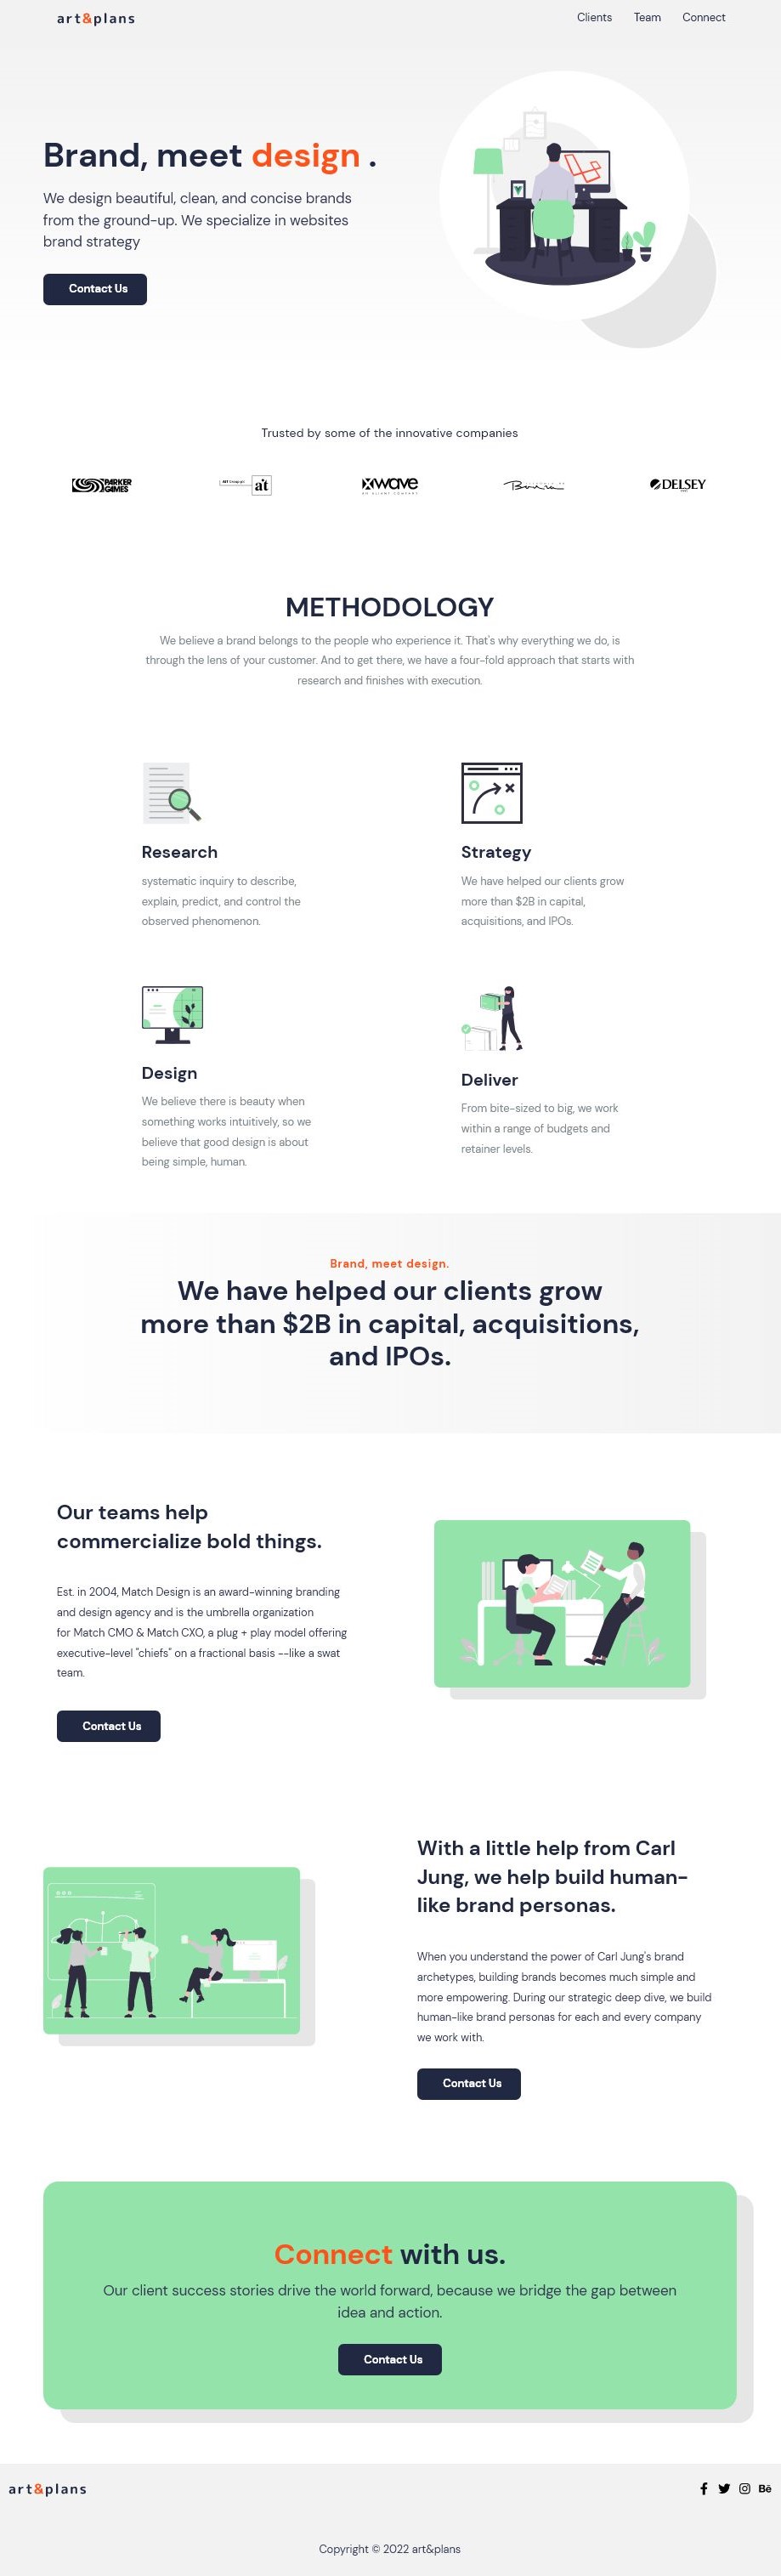 art&plans
Clients Team Connect
Brand, meet design .
We design beautiful, clean, and concise brands
from the ground-up. We specialize in websites
brand strategy
Contact Us
Trusted by some of the innovative companies
PARKER
GAMES
at
wave
DELSEY
METHODOLOGY
We believe a brand belongs to the people who experience it. That's why everything we do, is
through the lens of your customer. And to get there, we have a four-fold approach that starts with
research and finishes with execution.
Research
systematic inquiry to describe,
explain, predict, and control the
observed phenomenon.
Strategy
We have helped our clients grow
more than $2B in capital,
acquisitions, and IPOs.
Design
We believe there is beauty when
something works intuitively, so we
believe that good design is about
being simple, human.
Deliver
From bite-sized to big, we work
within a range of budgets and
retainer levels.
Brand, meet design.
We have helped our clients grow
more than $2B in capital, acquisitions,
and IPOs.
Our teams help
commercialize bold things.
Est. in 2004, Match Design is an award-winning branding
and design agency and is the umbrella organization
for Match CMO & Match CXO, a plug + play model offering
executive-level "chiefs" on a fractional basis --like a swat
team.
Contact Us
With a little help from Carl
Jung, we help build human-
like brand personas.
When you understand the power of Carl Jung's brand
archetypes, building brands becomes much simple and
more empowering. During our strategic deep dive, we build
human-like brand personas for each and every company
we work with.
Contact Us
Connect with us.
Our client success stories drive the world forward, because we bridge the gap between
idea and action.
Contact Us
art&plans
Bē
Copyright © 2022 art&plans